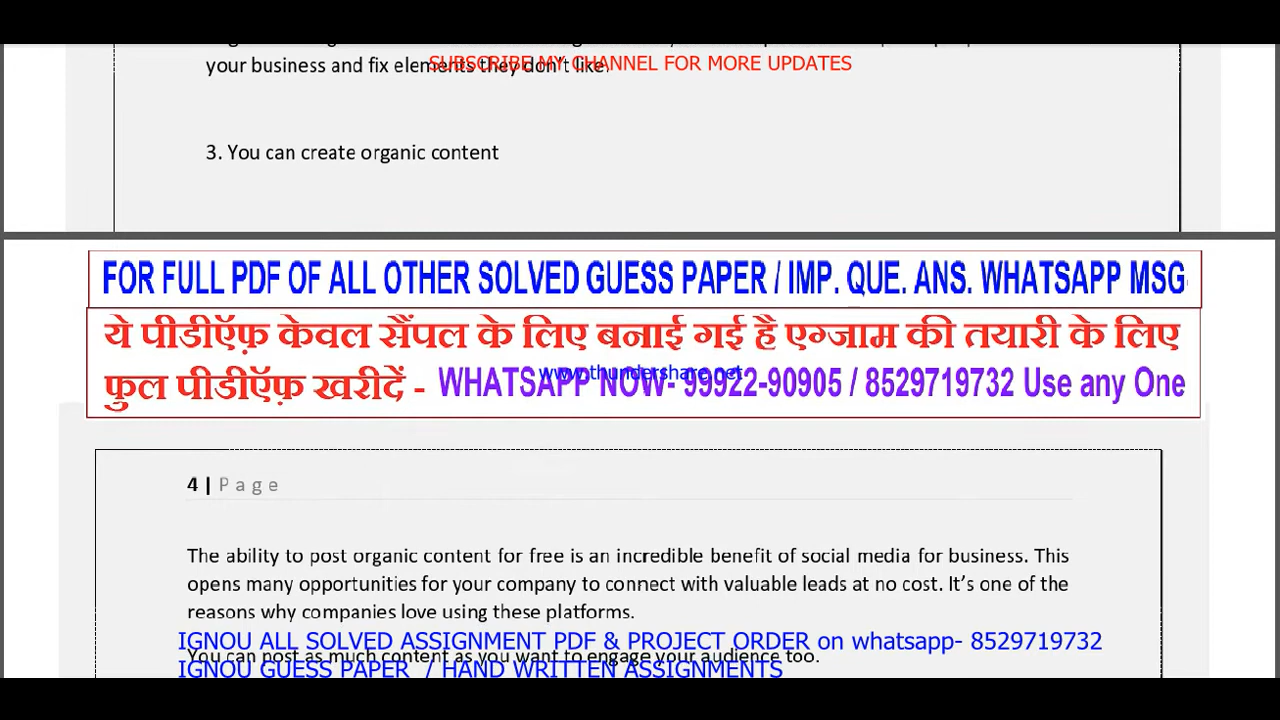 your business and fix elements they don't like.
SUBSCRIBE MY CHANNEL FOR MORE UPDATES
3. You can create organic content
FOR FULL PDF OF ALL OTHER SOLVED GUESS PAPER / IMP. QUE. ANS. WHATSAPP MSG
ये पीडीऍफ़ केवल सैंपल के लिए बनाई गई है एग्जाम की तयारी के लिए
फुल पीडीऍफ़ खरीदें - WHATSAPP NOW- 99922-90905 / 8529719732 Use any One
www.thundershare.net
4 | Page
The ability to post organic content for free is an incredible benefit of social media for business. This
opens many opportunities for your company to connect with valuable leads at no cost. It's one of the
reasons why companies love using these platforms.
IGNOU ALL SOLVED ASSIGNMENT PDF & PROJECT ORDER on whatsapp- 8529719732
You can post as much content as you want to engage your audience too.
IGNOU GUESS PAPER / HAND WRITTEN ASSIGNMENTS